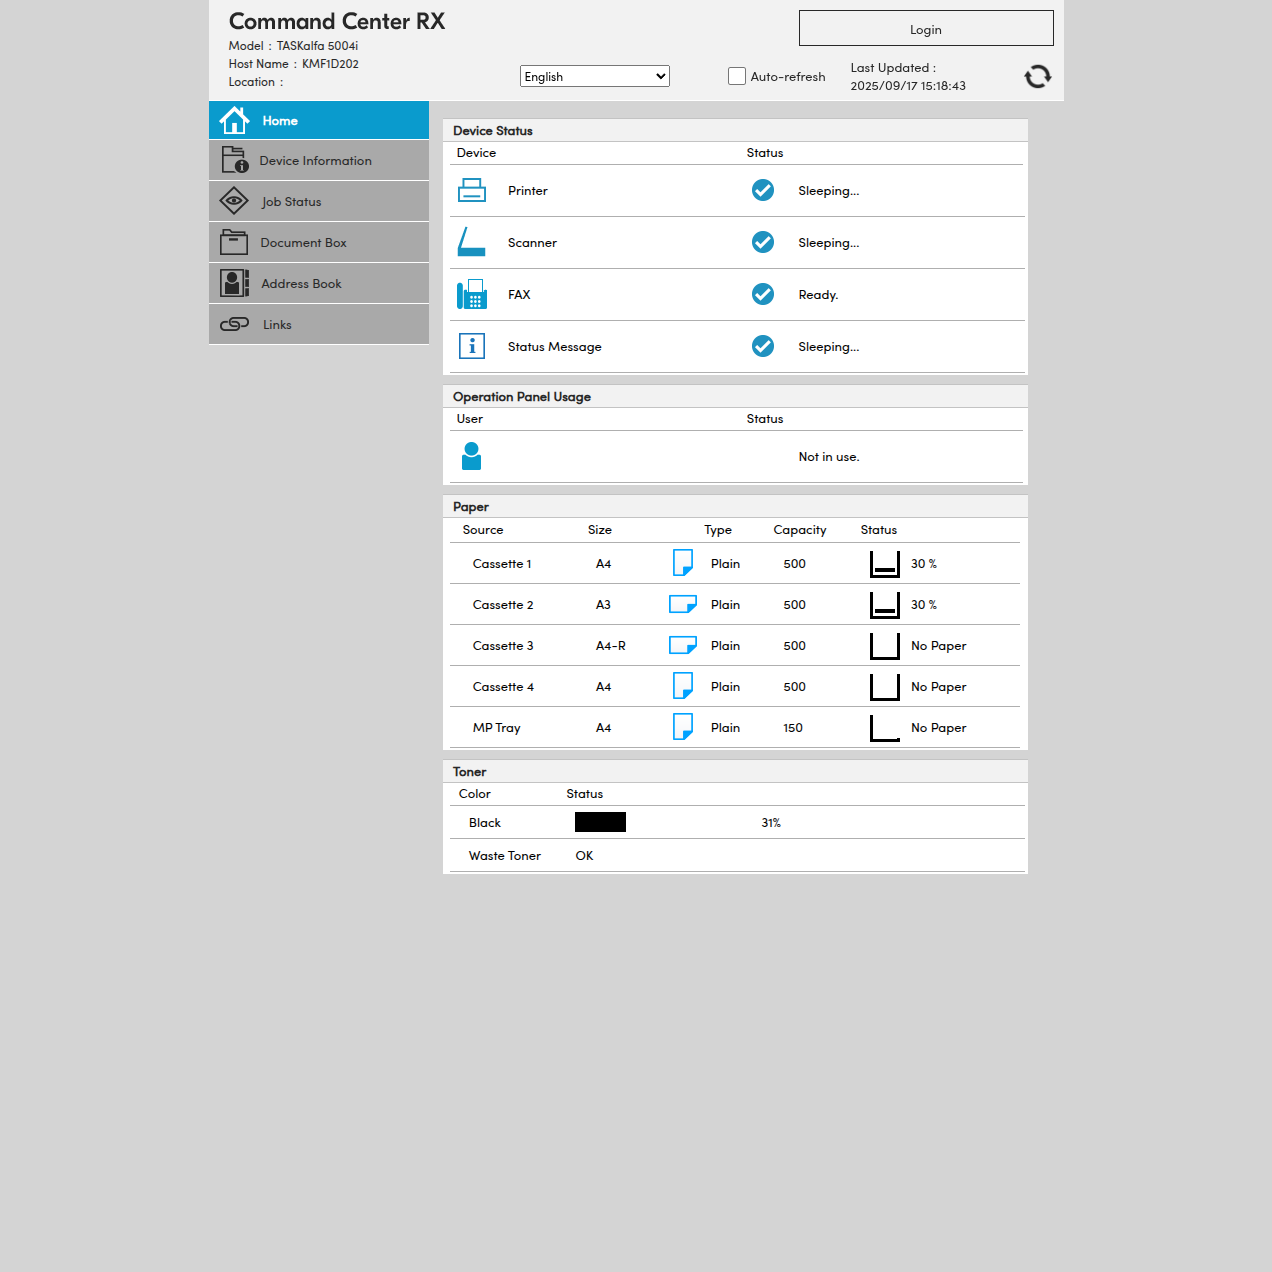 Command Center RX
Model : TASKalfa 5004i
Host Name : KMF1D202
Location :
Login
English
Auto-refresh
Last Updated :
2025/09/17 15:18:43
Home
Device Information
Job Status
Document Box
Address Book
Links
Device Status
Device Status
Printer Sleeping...
Scanner Sleeping...
FAX Ready.
Status Message Sleeping...
Operation Panel Usage
User Status
Not in use.
Paper
Source Size Type Capacity Status
Cassette 1 A4 Plain 500 30 %
Cassette 2 A3 Plain 500 30 %
Cassette 3 A4-R Plain 500 No Paper
Cassette 4 A4 Plain 500 No Paper
MP Tray A4 Plain 150 No Paper
Toner
Color Status
Black 31%
Waste Toner OK